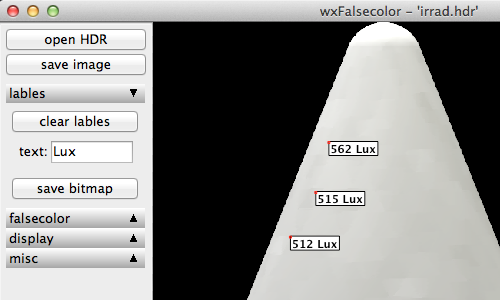 wxFalsecolor - 'irrad.hdr'
open HDR
save image
lables
clear lables
text: Lux
save bitmap
falsecolor
display
misc
562 Lux
515 Lux
512 Lux